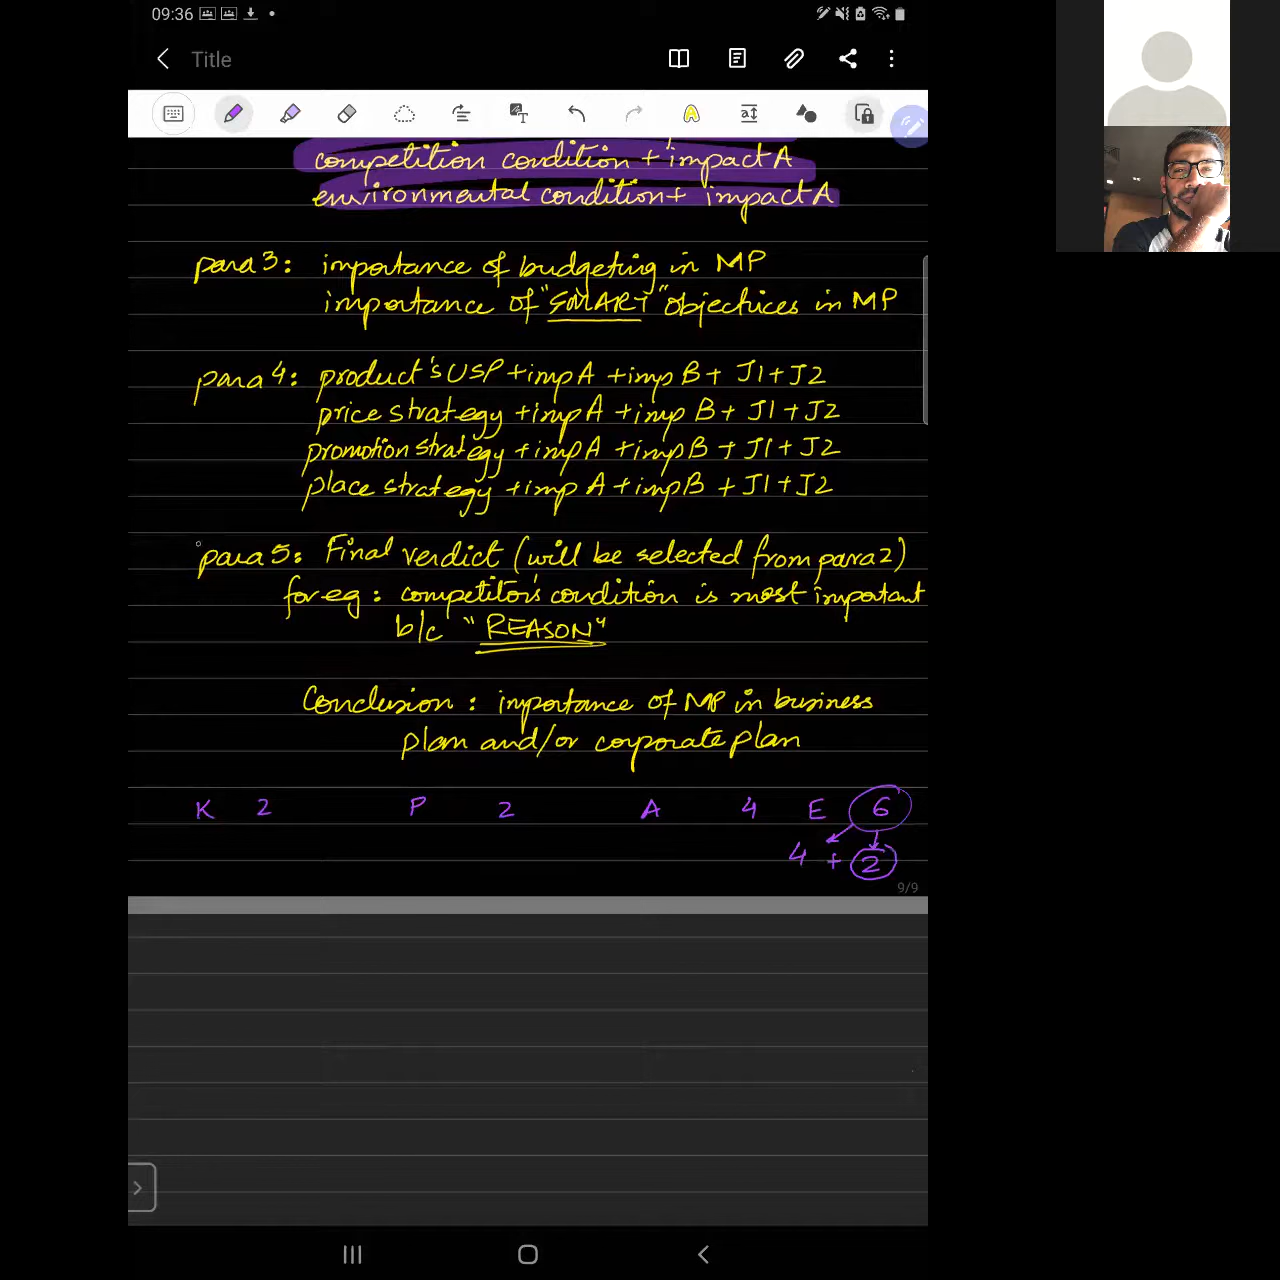 09:36
Title
competition condition + impact A
environmental condition + impact A
para 3: importance of budgeting in MP
importance of "SMART" objectices in MP
para 4: product's USP + imp A + imp B + J1 + J2
price strategy + imp A + imp B + J1 + J2
promotion strategy + imp A + imp B + J1 + J2
place strategy + imp A + imp B + J1 + J2
para 5: Final verdict (will be selected from para 2)
for eg: competitor's condition is most important
b/c "REASON"
Conclusion: importance of MP in business
plan and/or corporate plan
K 2 P 2 A 4 E 6
4 + 2
9/9